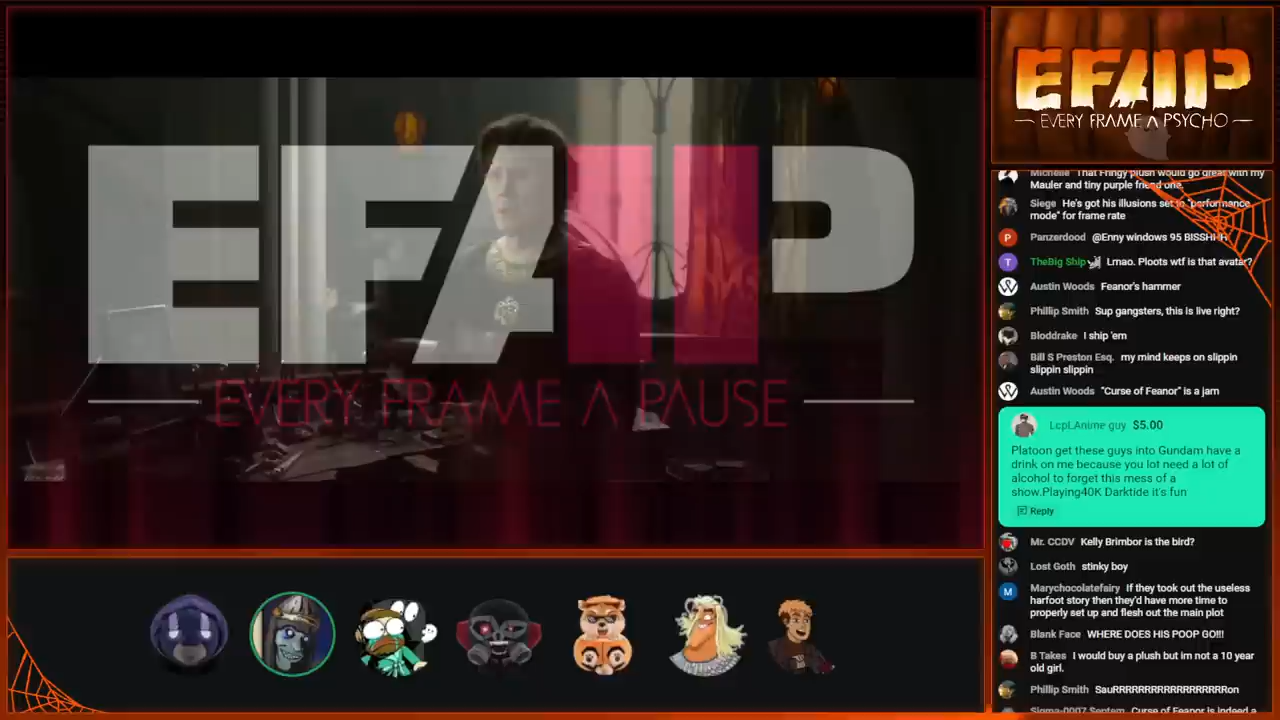 EFAP
EVERY FRAME A PAUSE
EFAP
EVERY FRAME A PSYCHO
Michelle That Fringy plush would go great with my
Mauler and tiny purple friend one.
Siege He's got his illusions set to "performance
mode" for frame rate
Panzerdood @Enny windows 95 BISSHHH
TheBig Ship Lmao. Ploots wtf is that avatar?
Austin Woods Feanor's hammer
Phillip Smith Sup gangsters, this is live right?
Bloddrake I ship 'em
Bill S Preston Esq. my mind keeps on slippin
slippin slippin
Austin Woods "Curse of Feanor" is a jam
LcpLAnime guy $5.00
Platoon get these guys into Gundam have a
drink on me because you lot need a lot of
alcohol to forget this mess of a
show.Playing40K Darktide it's fun
Reply
Mr. CCDV Kelly Brimbor is the bird?
Lost Goth stinky boy
Marychocolatefairy If they took out the useless
harfoot story then they'd have more time to
properly set up and flesh out the main plot
Blank Face WHERE DOES HIS POOP GO!!!
B Takes I would buy a plush but im not a 10 year
old girl.
Phillip Smith SauRRRRRRRRRRRRRRRRRon
Sigma-0007 Septem Curse of Feanor is indeed a